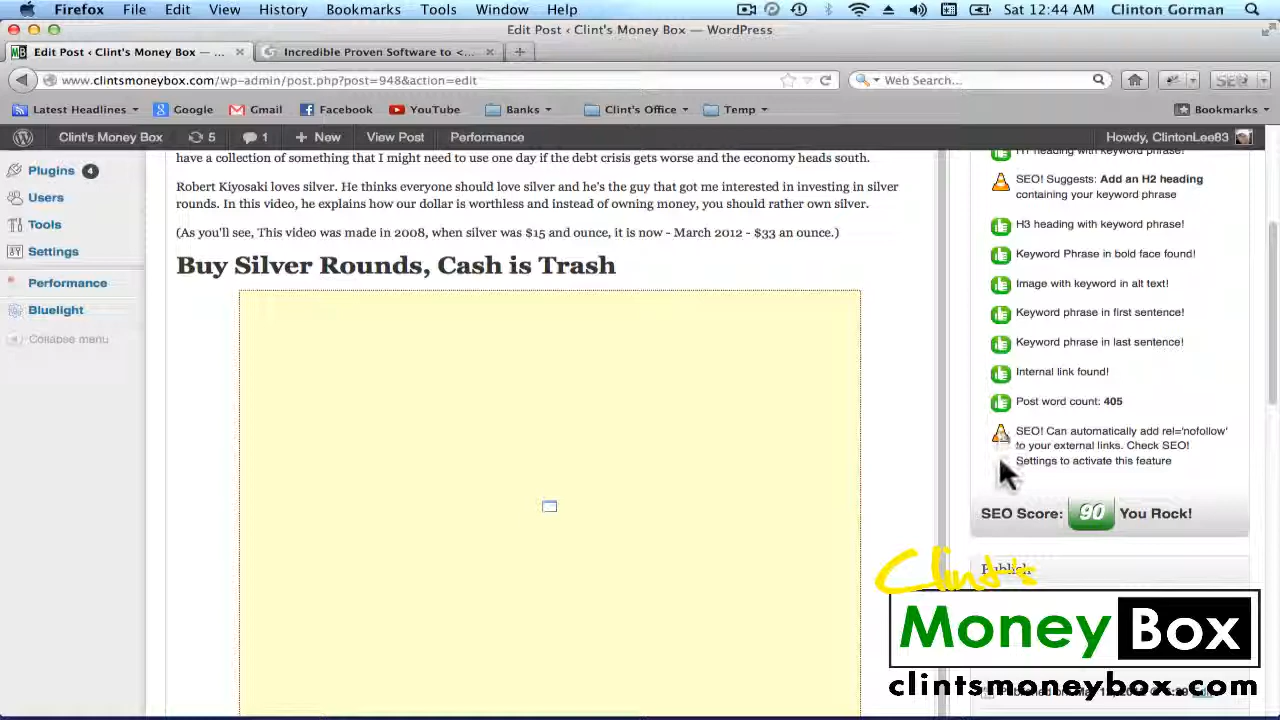 Firefox File Edit View History Bookmarks Tools Window Help Sat 12:44 AM Clinton Gorman
Edit Post ‹ Clint's Money Box — WordPress
Edit Post ‹ Clint's Money Box — ... Incredible Proven Software to <...
www.clintsmoneybox.com/wp-admin/post.php?post=948&action=edit Web Search... SEO
Latest Headlines Google Gmail Facebook YouTube Banks Clint's Office Temp Bookmarks
Clint's Money Box 5 1 + New View Post Performance Howdy, ClintonLee83
Plugins 4
Users
Tools
Settings
Performance
Bluelight
Collapse menu
have a collection of something that I might need to use one day if the debt crisis gets worse and the economy heads south.
Robert Kiyosaki loves silver. He thinks everyone should love silver and he's the guy that got me interested in investing in silver
rounds. In this video, he explains how our dollar is worthless and instead of owning money, you should rather own silver.
(As you'll see, This video was made in 2008, when silver was $15 and ounce, it is now - March 2012 - $33 an ounce.)
Buy Silver Rounds, Cash is Trash
H1 heading with keyword phrase!
SEO! Suggests: Add an H2 heading
containing your keyword phrase
H3 heading with keyword phrase!
Keyword Phrase in bold face found!
Image with keyword in alt text!
Keyword phrase in first sentence!
Keyword phrase in last sentence!
Internal link found!
Post word count: 405
SEO! Can automatically add rel='nofollow'
to your external links. Check SEO!
Settings to activate this feature
SEO Score: 90 You Rock!
Publish
Clint's
Money Box
clintsmoneybox.com